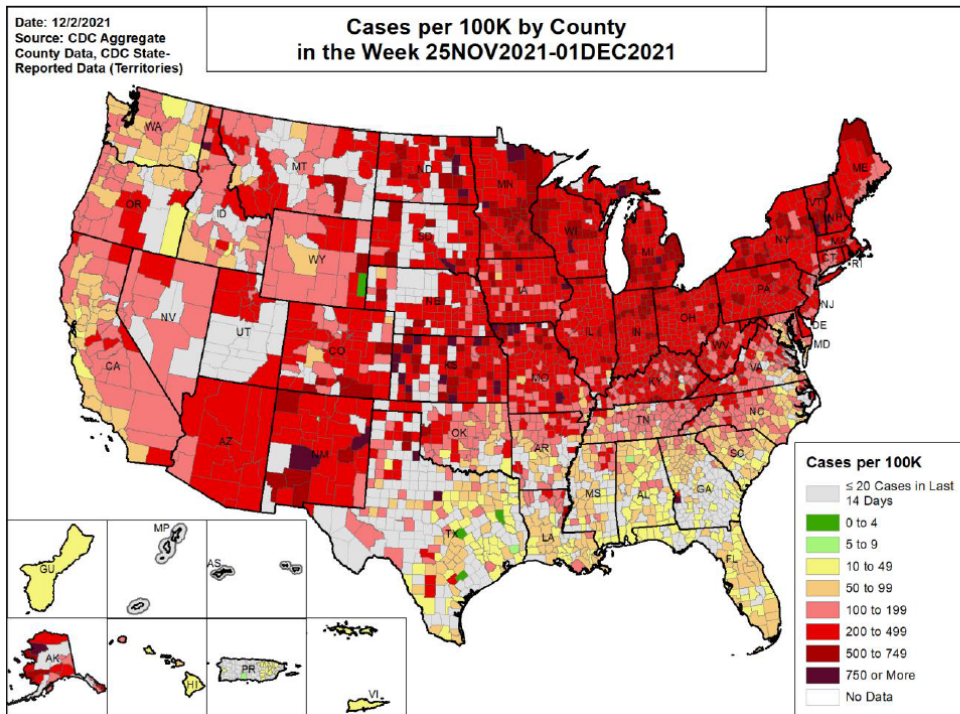 Date: 12/2/2021
Source: CDC Aggregate
County Data, CDC State-
Reported Data (Territories)
Cases per 100K by County
in the Week 25NOV2021-01DEC2021
WA
MT
ND
MN
ME
OR
ID
SD
WI
VT
NH
WY
MI
NY
MA
CT
RI
NV
UT
NE
IA
PA
NJ
CA
CO
KS
MO
IL
IN
OH
WV
DE
MD
KY
VA
AZ
NM
OK
AR
TN
NC
SC
TX
LA
MS
AL
GA
FL
GU
MP
AS
AK
HI
PR
VI
Cases per 100K
≤ 20 Cases in Last
14 Days
0 to 4
5 to 9
10 to 49
50 to 99
100 to 199
200 to 499
500 to 749
750 or More
No Data